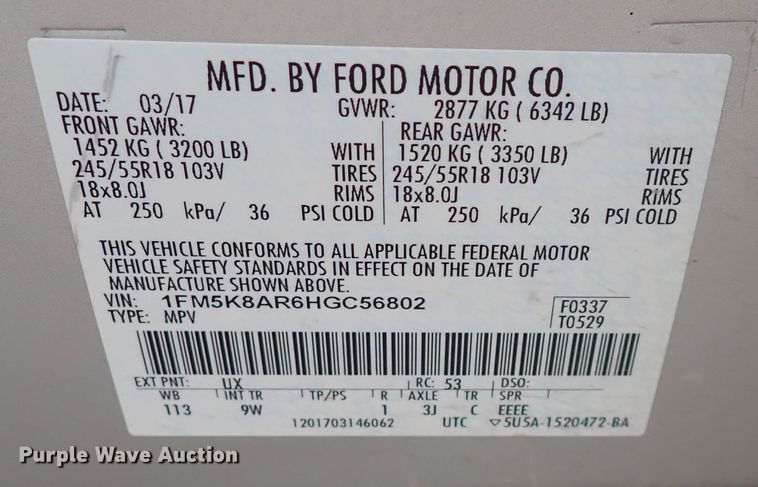 MFD. BY FORD MOTOR CO.
DATE: 03/17 GVWR: 2877 KG ( 6342 LB)
FRONT GAWR: REAR GAWR:
1452 KG ( 3200 LB) WITH 1520 KG ( 3350 LB) WITH
245/55R18 103V TIRES 245/55R18 103V TIRES
18x8.0J RIMS 18x8.0J RIMS
AT 250 kPa/ 36 PSI COLD AT 250 kPa/ 36 PSI COLD
THIS VEHICLE CONFORMS TO ALL APPLICABLE FEDERAL MOTOR
VEHICLE SAFETY STANDARDS IN EFFECT ON THE DATE OF
MANUFACTURE SHOWN ABOVE.
VIN: 1FM5K8AR6HGC56802 F0337
TYPE: MPV T0529
EXT PNT: UX RC: 53 DSO:
WB INT TR TP/PS R AXLE TR SPR
113 9W 1 3J C EEEE
1201703146062 UTC ▽5U5A-1520472-BA
Purple Wave Auction